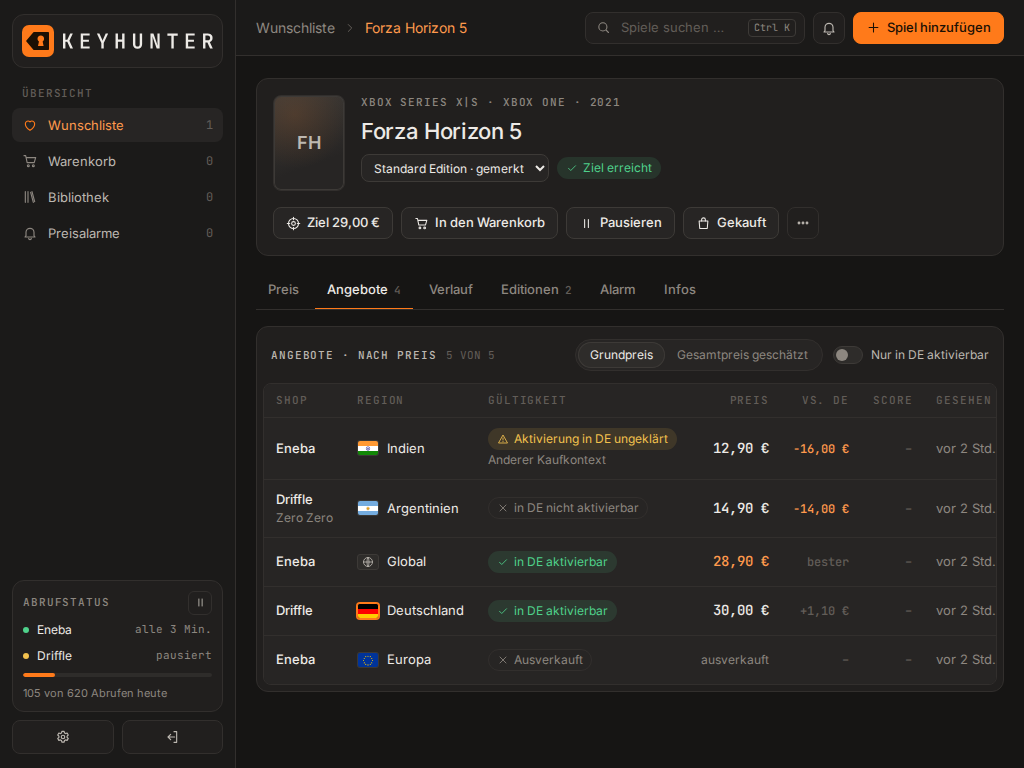 KEYHUNTER
Wunschliste > Forza Horizon 5
Spiele suchen ...
Ctrl K
Spiel hinzufügen
ÜBERSICHT
Wunschliste 1
Warenkorb 0
Bibliothek 0
Preisalarme 0
FH
XBOX SERIES X|S · XBOX ONE · 2021
Forza Horizon 5
Standard Edition · gemerkt
Ziel erreicht
Ziel 29,00 €
In den Warenkorb
Pausieren
Gekauft
Preis
Angebote 4
Verlauf
Editionen 2
Alarm
Infos
ANGEBOTE · NACH PREIS 5 VON 5
Grundpreis
Gesamtpreis geschätzt
Nur in DE aktivierbar
SHOP REGION GÜLTIGKEIT PREIS VS. DE SCORE GESEHEN
Eneba Indien Aktivierung in DE ungeklärt 12,90 € -16,00 € – vor 2 Std.
Anderer Kaufkontext
Driffle Argentinien in DE nicht aktivierbar 14,90 € -14,00 € – vor 2 Std.
Zero Zero
Eneba Global in DE aktivierbar 28,90 € bester – vor 2 Std.
Driffle Deutschland in DE aktivierbar 30,00 € +1,10 € – vor 2 Std.
Eneba Europa Ausverkauft ausverkauft – – vor 2 Std.
ABRUFSTATUS
Eneba alle 3 Min.
Driffle pausiert
105 von 620 Abrufen heute